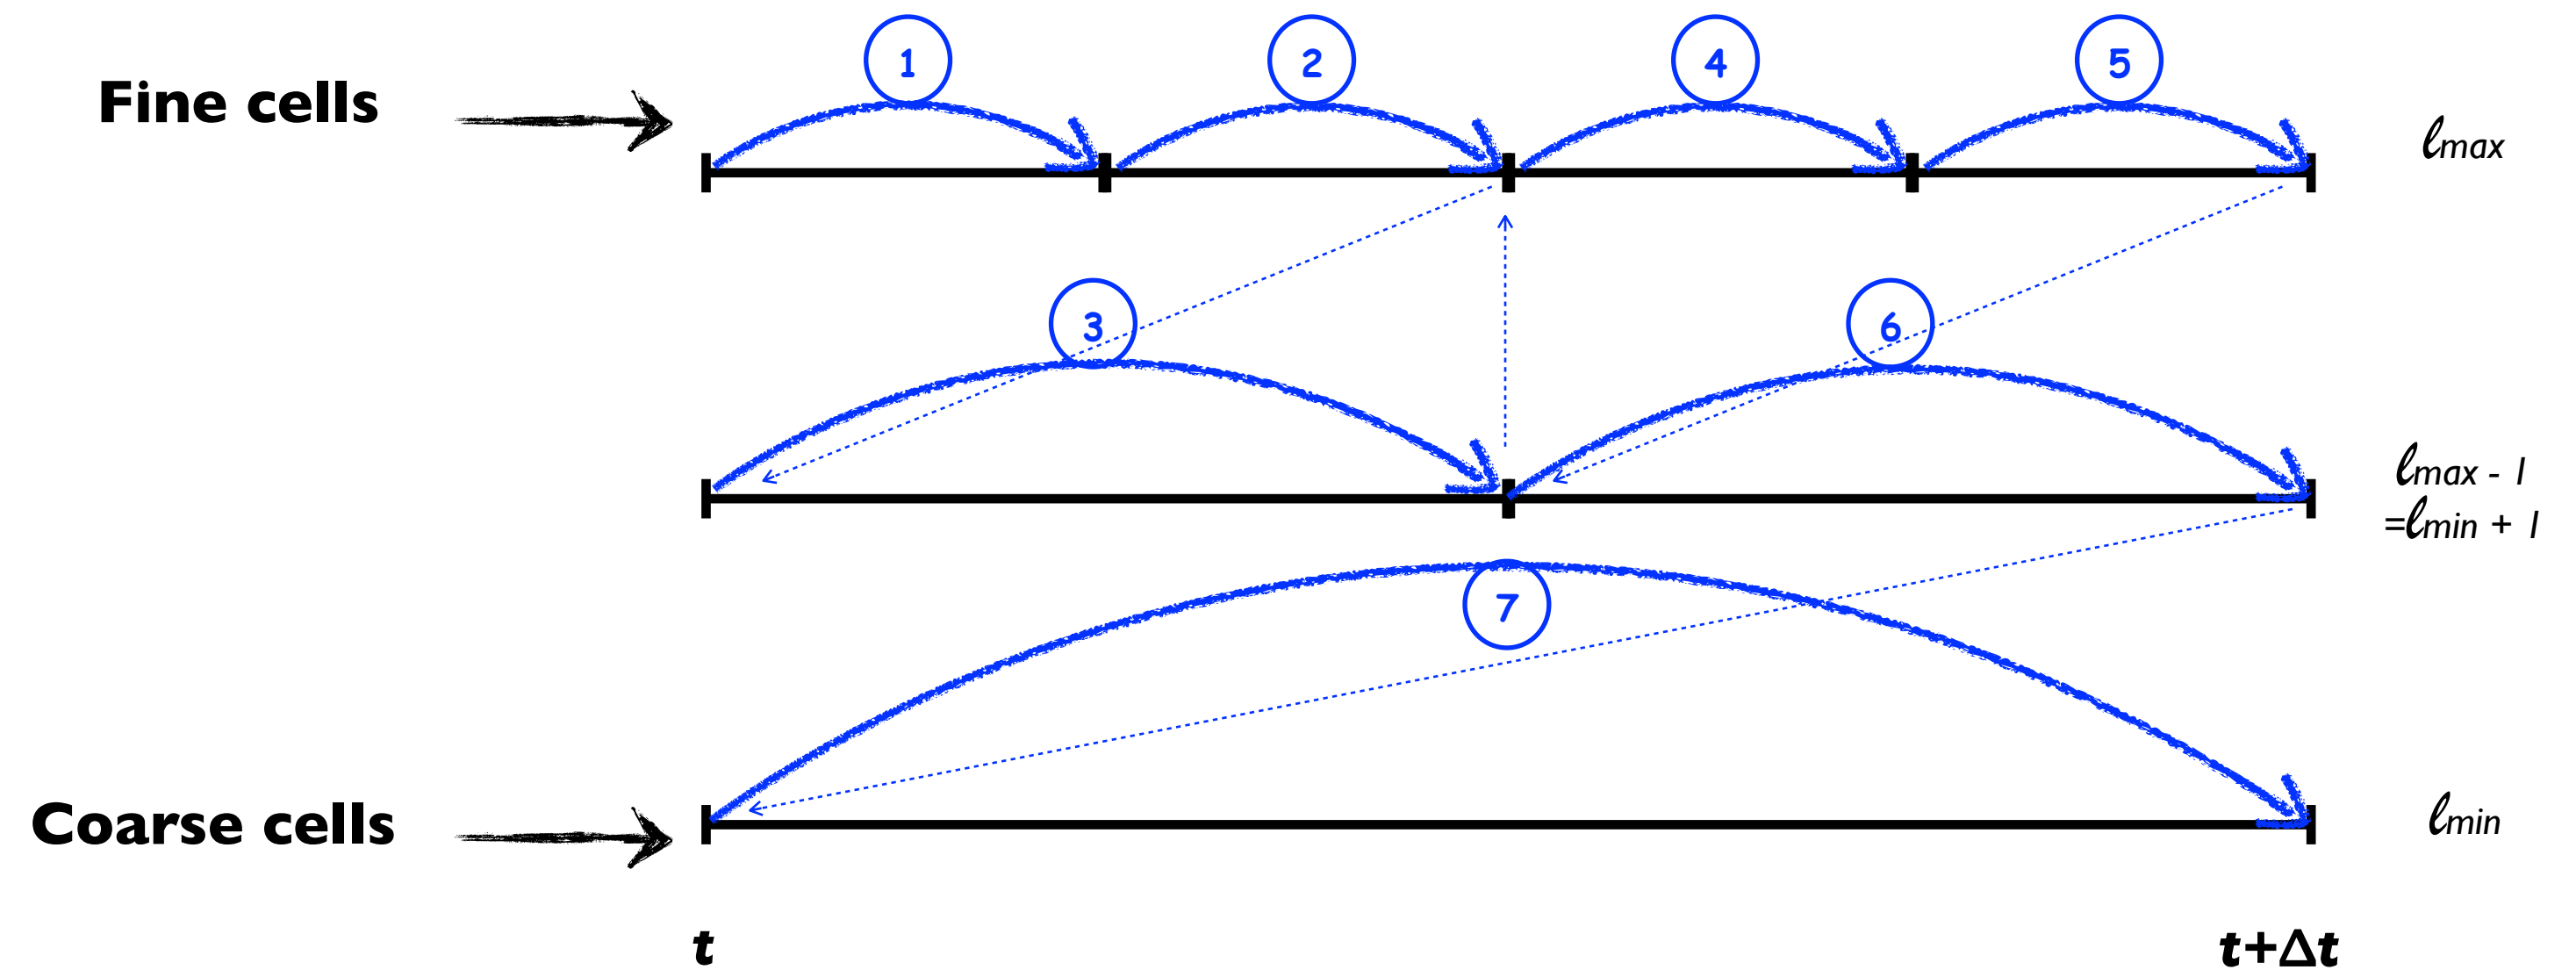 1 2 4 5
Fine cells
ℓmax
3 6
ℓmax - 1
=ℓmin + 1
7
Coarse cells
ℓmin
t
t+Δt